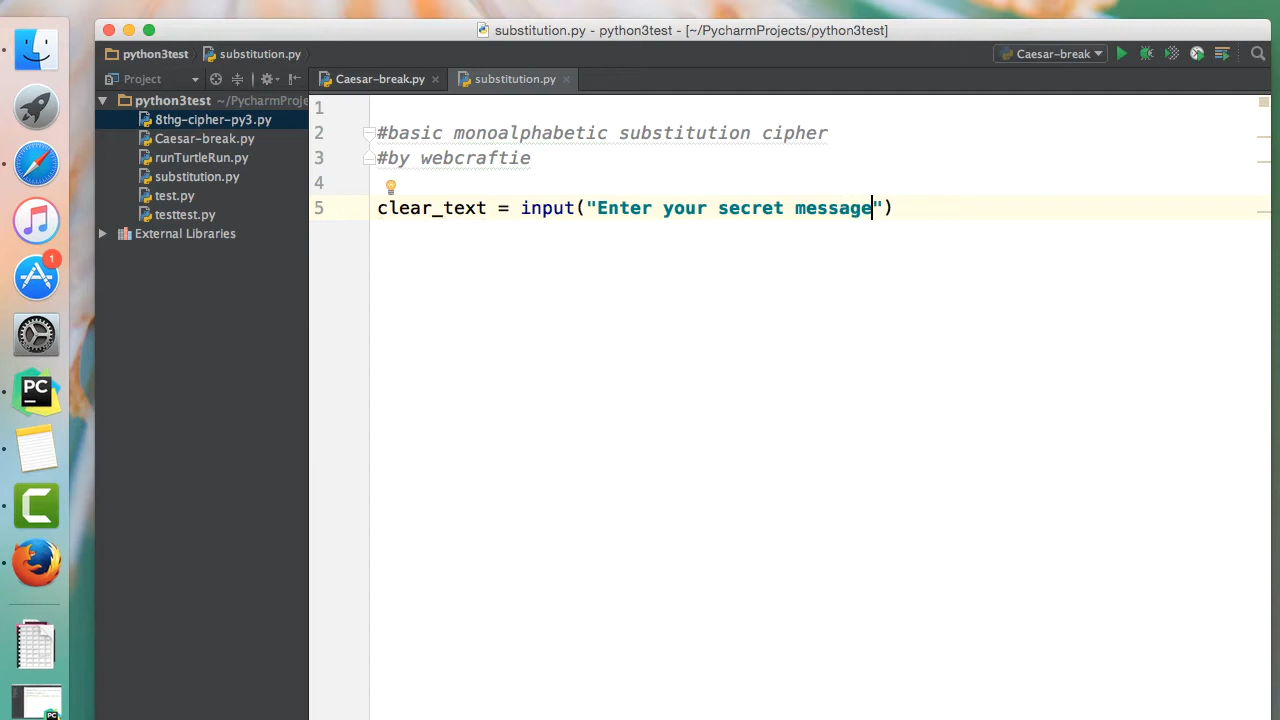 substitution.py - python3test - [~/PycharmProjects/python3test]
python3test
substitution.py
Caesar-break
Project
Caesar-break.py
substitution.py
python3test ~/PycharmProje
8thg-cipher-py3.py
Caesar-break.py
runTurtleRun.py
substitution.py
test.py
testtest.py
External Libraries
1
2 #basic monoalphabetic substitution cipher
3 #by webcraftie
4
5 clear_text = input("Enter your secret message")
1
PC
PC